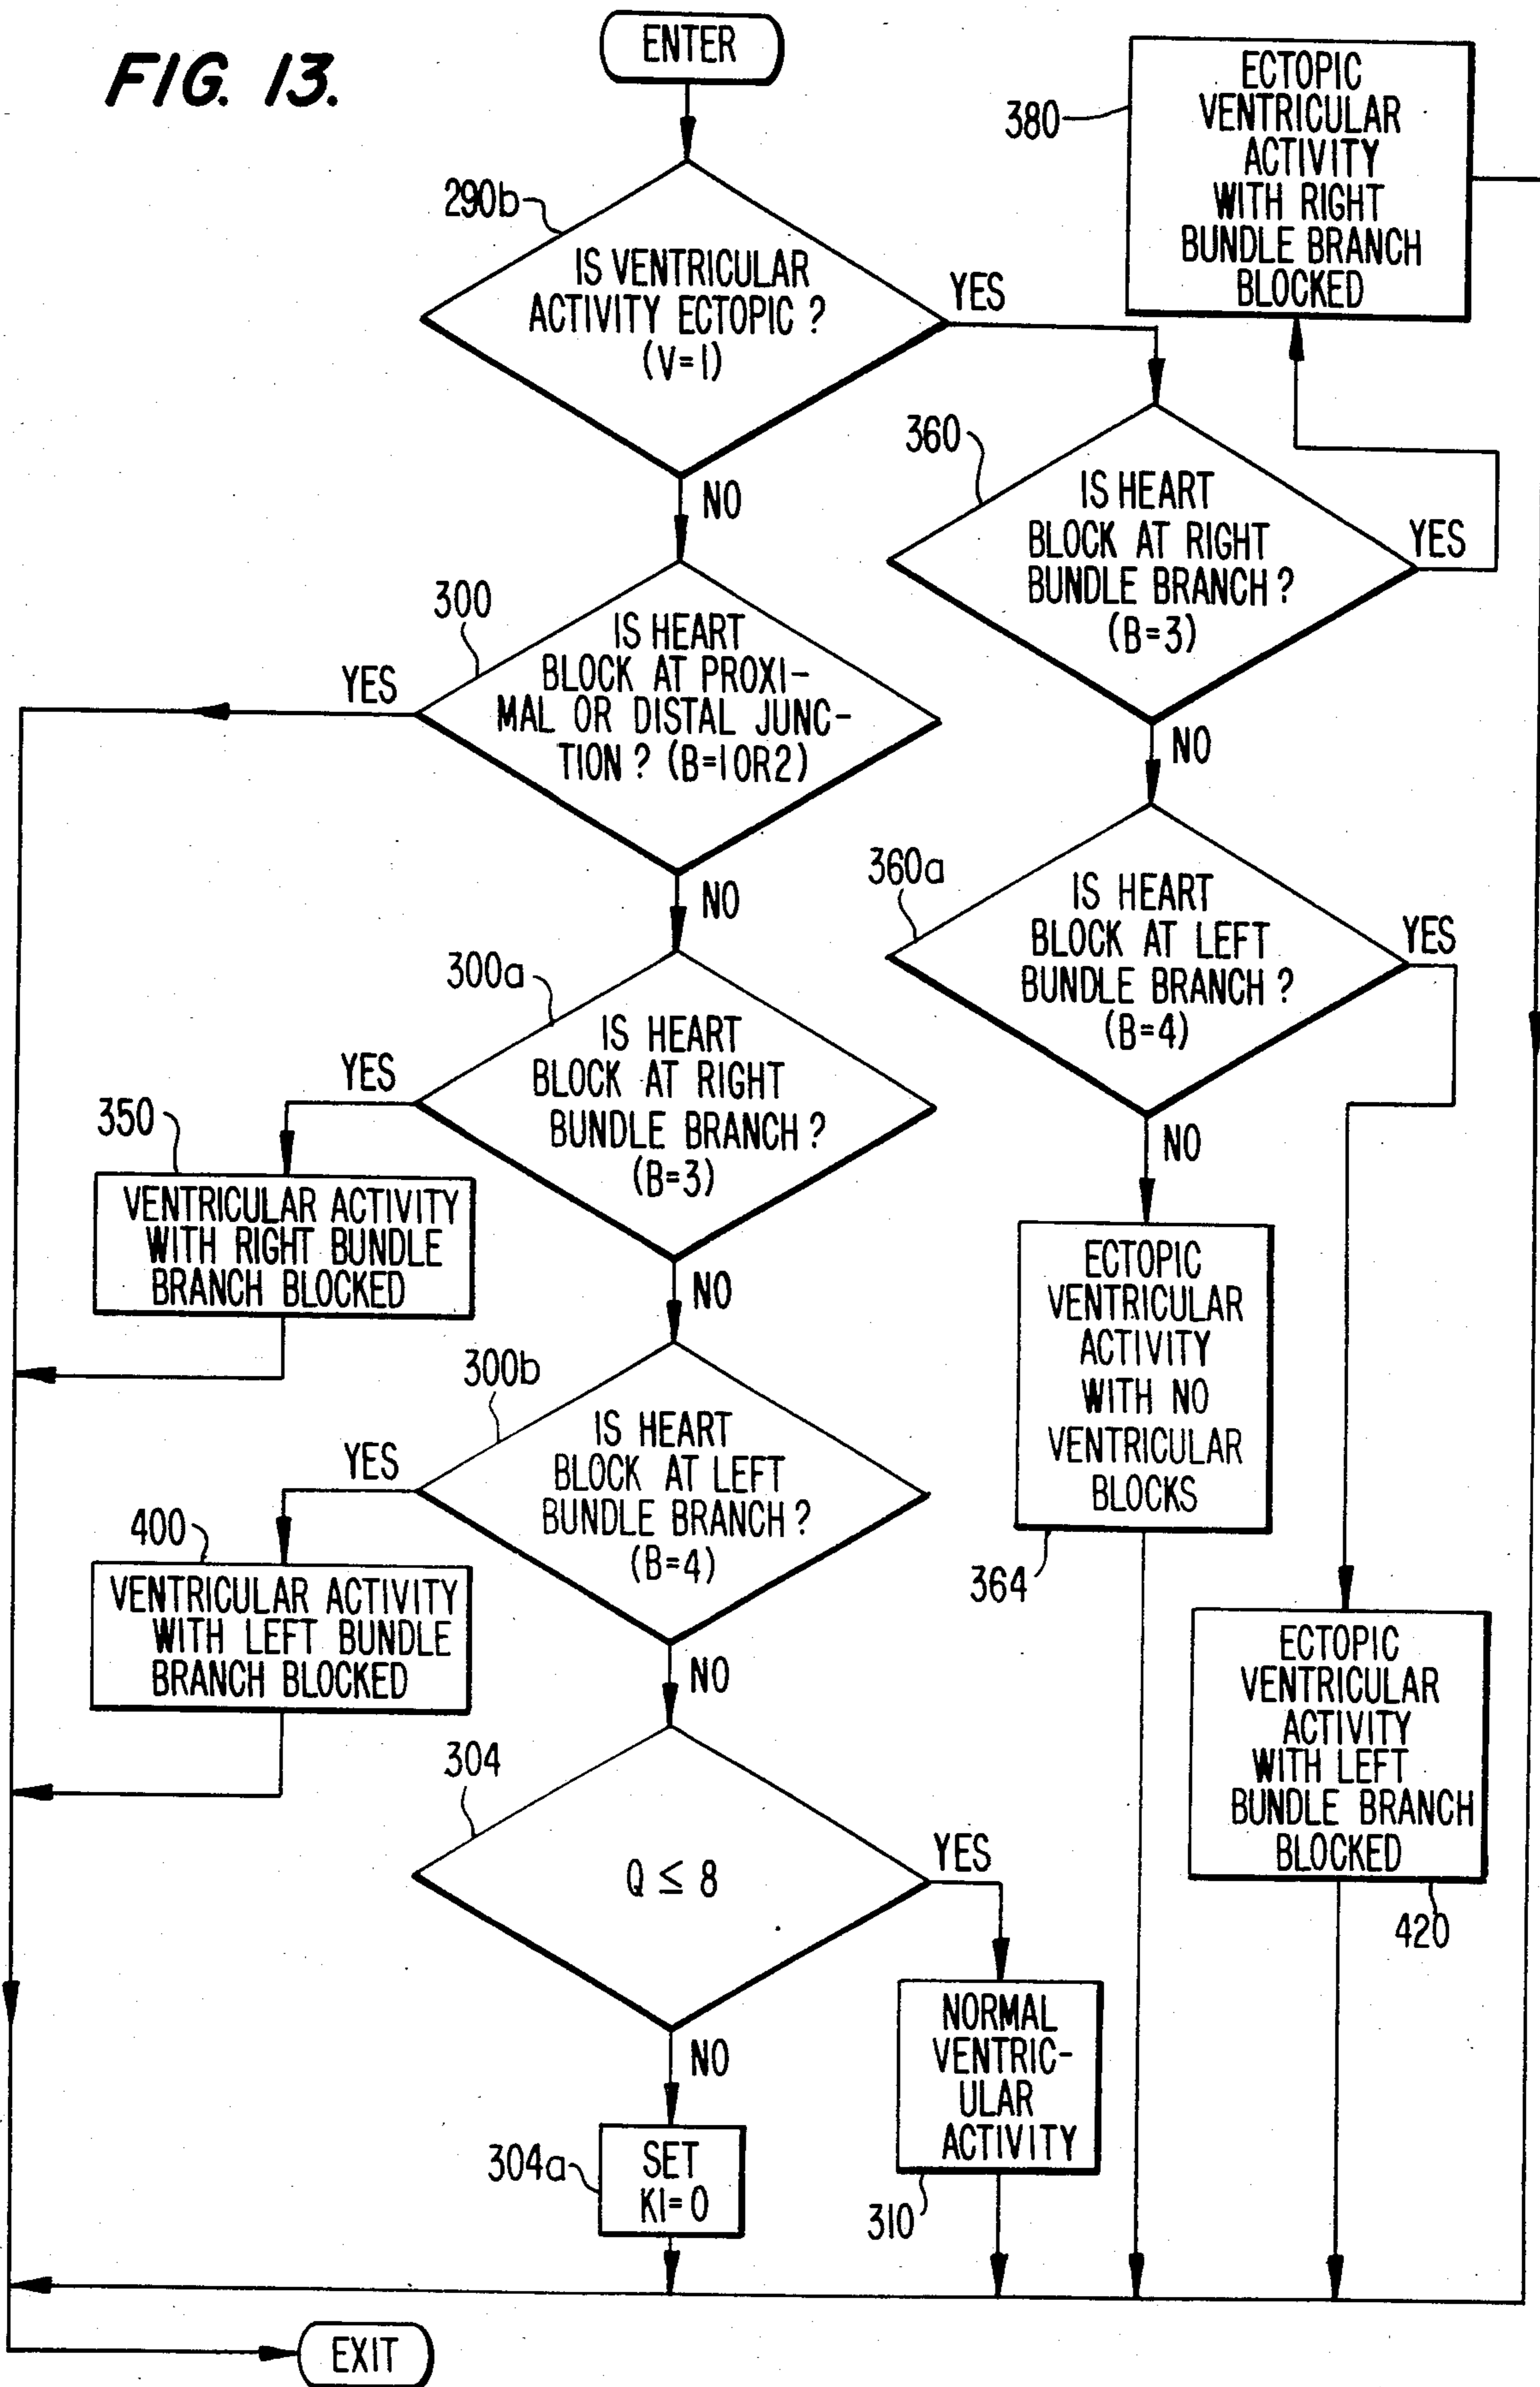 FIG. 13.
ENTER
290b
IS VENTRICULAR
ACTIVITY ECTOPIC ?
(V=1)
YES
NO
380
ECTOPIC
VENTRICULAR
ACTIVITY
WITH RIGHT
BUNDLE BRANCH
BLOCKED
360
IS HEART
BLOCK AT RIGHT
BUNDLE BRANCH ?
(B=3)
YES
NO
300
IS HEART
BLOCK AT PROXI-
MAL OR DISTAL JUNC-
TION ? (B=1OR2)
YES
NO
360a
IS HEART
BLOCK AT LEFT
BUNDLE BRANCH ?
(B=4)
YES
NO
300a
IS HEART
BLOCK AT RIGHT
BUNDLE BRANCH ?
(B=3)
YES
NO
350
VENTRICULAR ACTIVITY
WITH RIGHT BUNDLE
BRANCH BLOCKED
300b
IS HEART
BLOCK AT LEFT
BUNDLE BRANCH ?
(B=4)
YES
NO
400
VENTRICULAR ACTIVITY
WITH LEFT BUNDLE
BRANCH BLOCKED
ECTOPIC
VENTRICULAR
ACTIVITY
WITH NO
VENTRICULAR
BLOCKS
364
ECTOPIC
VENTRICULAR
ACTIVITY
WITH LEFT
BUNDLE BRANCH
BLOCKED
420
304
Q ≤ 8
YES
NO
304a
SET
K1=0
NORMAL
VENTRIC-
ULAR
ACTIVITY
310
EXIT